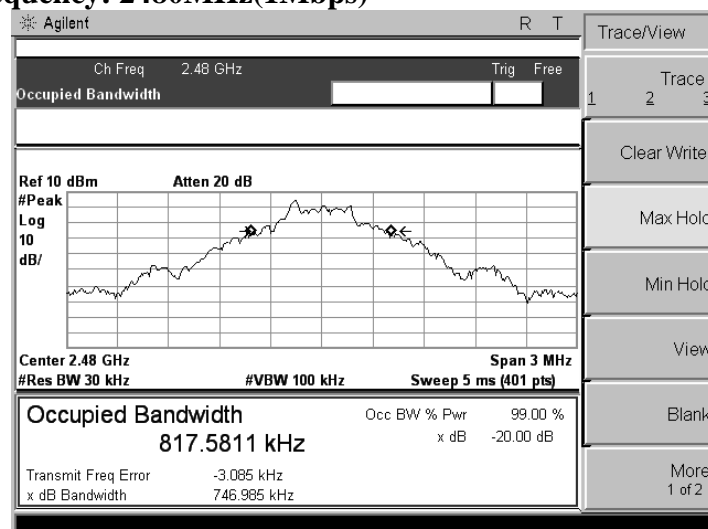 equency: 2480MHz(1Mbps)
Agilent R T
Ch Freq 2.48 GHz Trig Free
Occupied Bandwidth
Ref 10 dBm Atten 20 dB
#Peak
Log
10
dB/
Center 2.48 GHz Span 3 MHz
#Res BW 30 kHz #VBW 100 kHz Sweep 5 ms (401 pts)
Occupied Bandwidth Occ BW % Pwr 99.00 %
817.5811 kHz x dB -20.00 dB
Transmit Freq Error -3.085 kHz
x dB Bandwidth 746.985 kHz
Trace/View
Trace
1 2 3
Clear Write
Max Hold
Min Hold
View
Blank
More
1 of 2